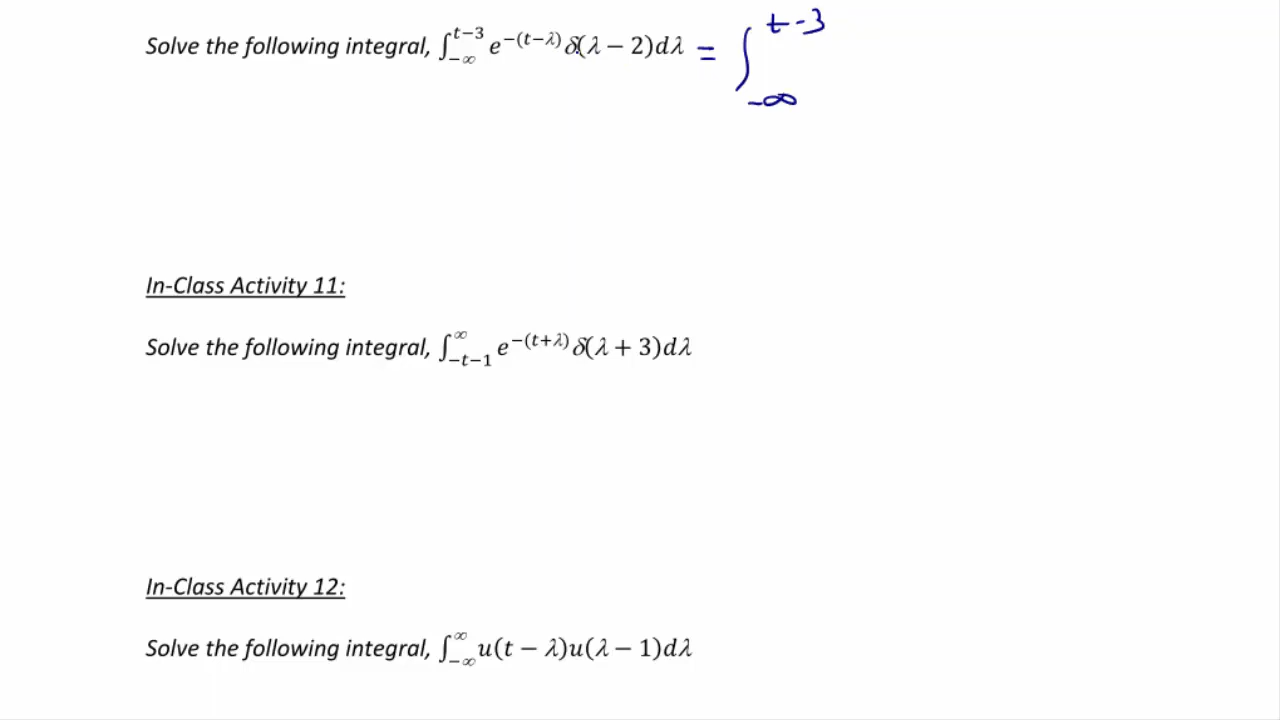 Solve the following integral, ∫_{-∞}^{t-3} e^{-(t-λ)} δ(λ − 2)dλ = ∫_{-∞}^{t-3}
In-Class Activity 11:
Solve the following integral, ∫_{-t-1}^{∞} e^{-(t+λ)} δ(λ + 3)dλ
In-Class Activity 12:
Solve the following integral, ∫_{-∞}^{∞} u(t − λ)u(λ − 1)dλ